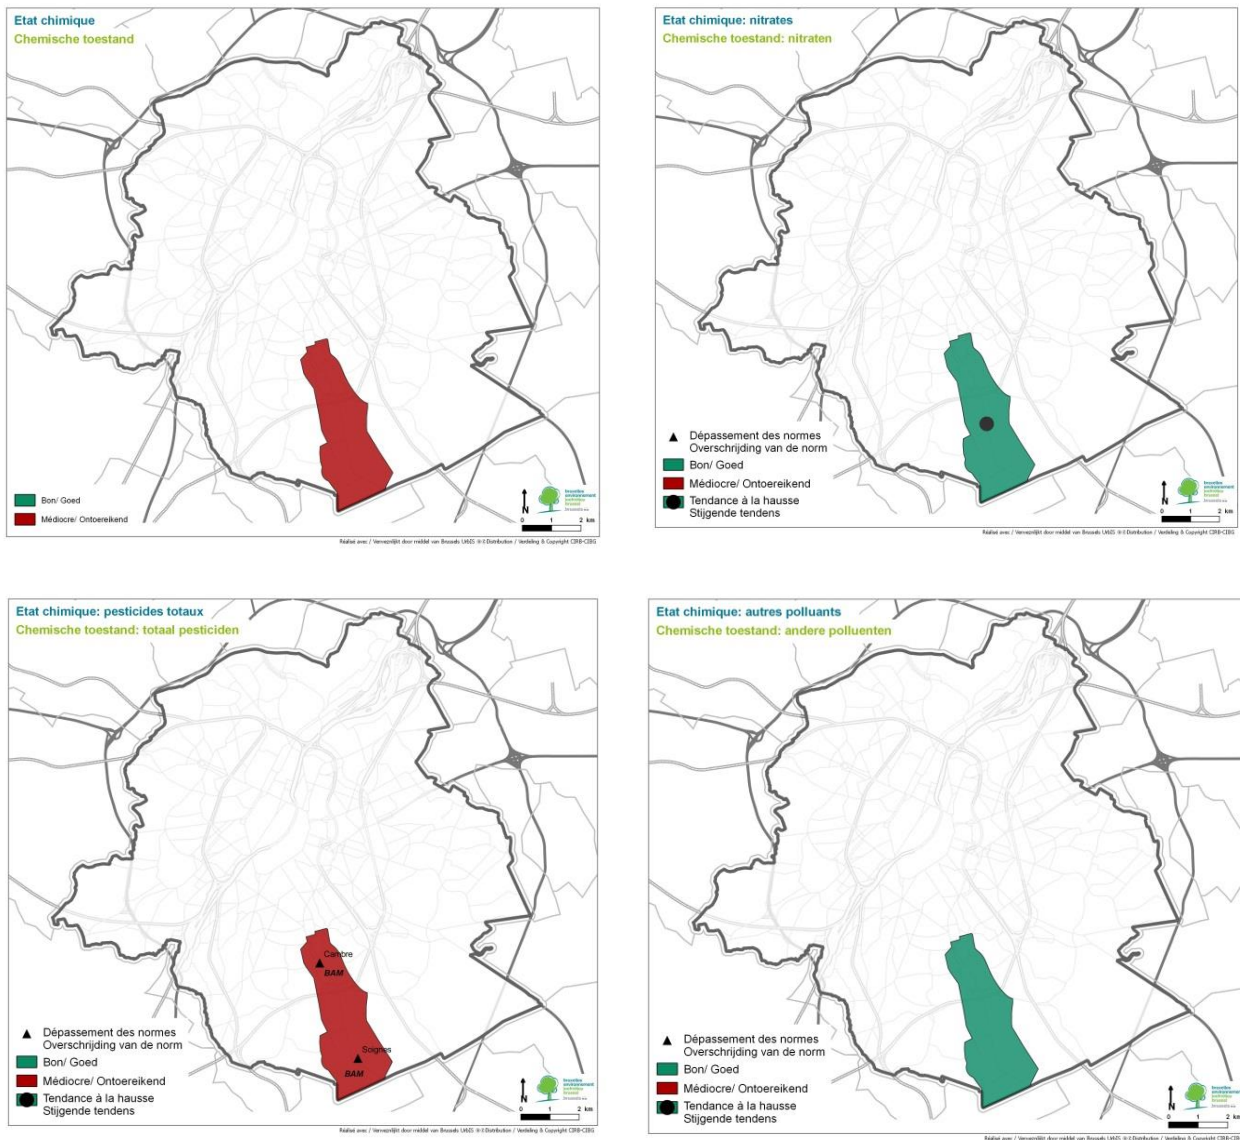 Etat chimique
Chemische toestand
Bon/ Goed
Médiocre/ Ontoereikend
N
0 1 2 km
Etat chimique: nitrates
Chemische toestand: nitraten
Dépassement des normes
Overschrijding van de norm
Bon/ Goed
Médiocre/ Ontoereikend
Tendance à la hausse
Stijgende tendens
N
0 1 2 km
Etat chimique: pesticides totaux
Chemische toestand: totaal pesticiden
Cambre
BAM
Soignes
BAM
Dépassement des normes
Overschrijding van de norm
Bon/ Goed
Médiocre/ Ontoereikend
Tendance à la hausse
Stijgende tendens
N
0 1 2 km
Etat chimique: autres polluants
Chemische toestand: andere polluenten
Dépassement des normes
Overschrijding van de norm
Bon/ Goed
Médiocre/ Ontoereikend
Tendance à la hausse
Stijgende tendens
N
0 1 2 km